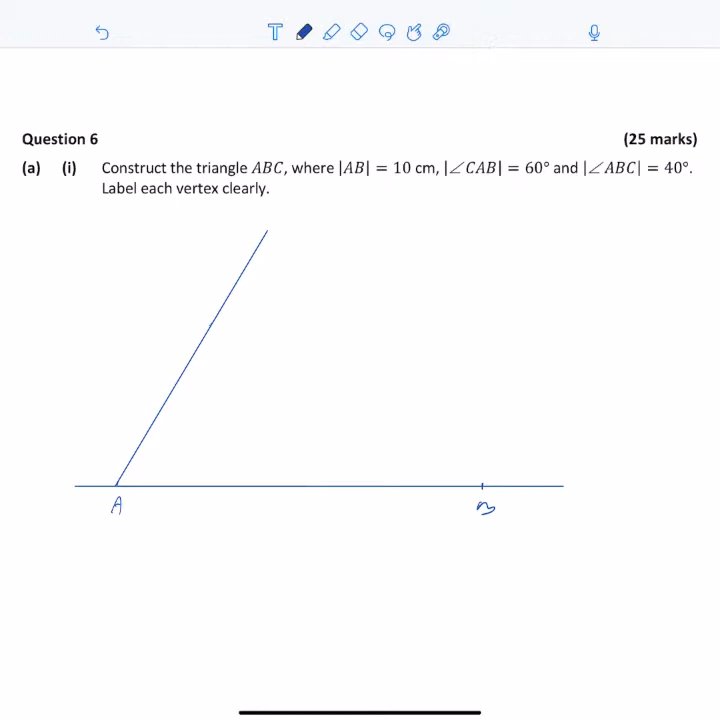 Question 6 (25 marks)
(a) (i) Construct the triangle ABC, where |AB| = 10 cm, |∠CAB| = 60° and |∠ABC| = 40°.
Label each vertex clearly.
A B